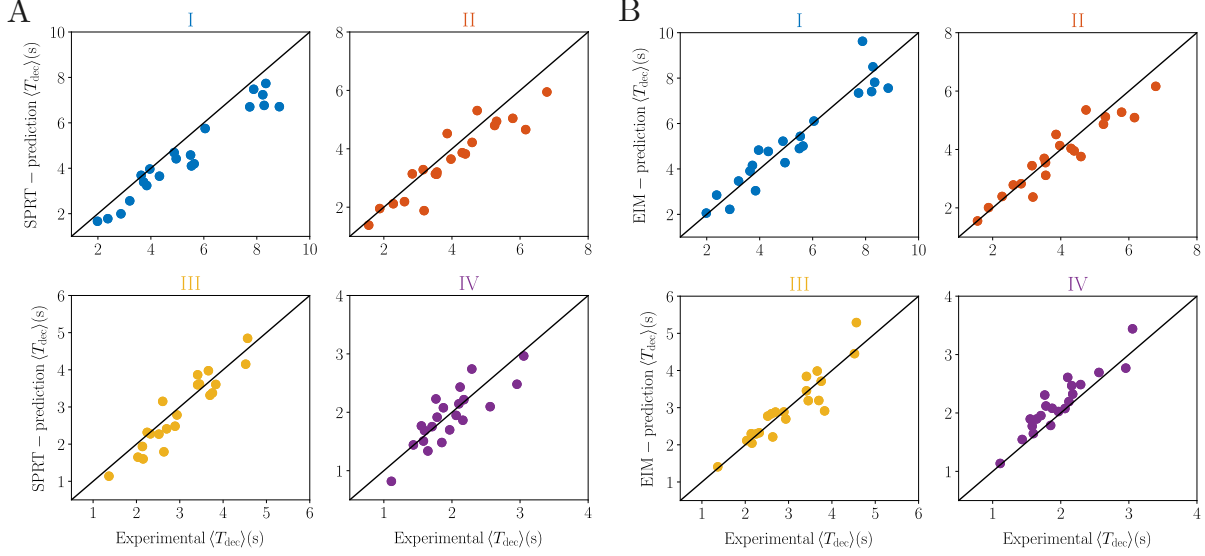 A
B
I
II
I
II
SPRT – prediction ⟨T_dec⟩(s)
10
8
6
4
2
2 4 6 8 10
8
6
4
2
2 4 6 8
EIM – prediction ⟨T_dec⟩(s)
10
8
6
4
2
2 4 6 8 10
8
6
4
2
2 4 6 8
III
IV
III
IV
SPRT – prediction ⟨T_dec⟩(s)
6
5
4
3
2
1
1 2 3 4 5 6
4
3
2
1
1 2 3 4
EIM – prediction ⟨T_dec⟩(s)
6
5
4
3
2
1
1 2 3 4 5 6
4
3
2
1
1 2 3 4
Experimental ⟨T_dec⟩(s)
Experimental ⟨T_dec⟩(s)
Experimental ⟨T_dec⟩(s)
Experimental ⟨T_dec⟩(s)